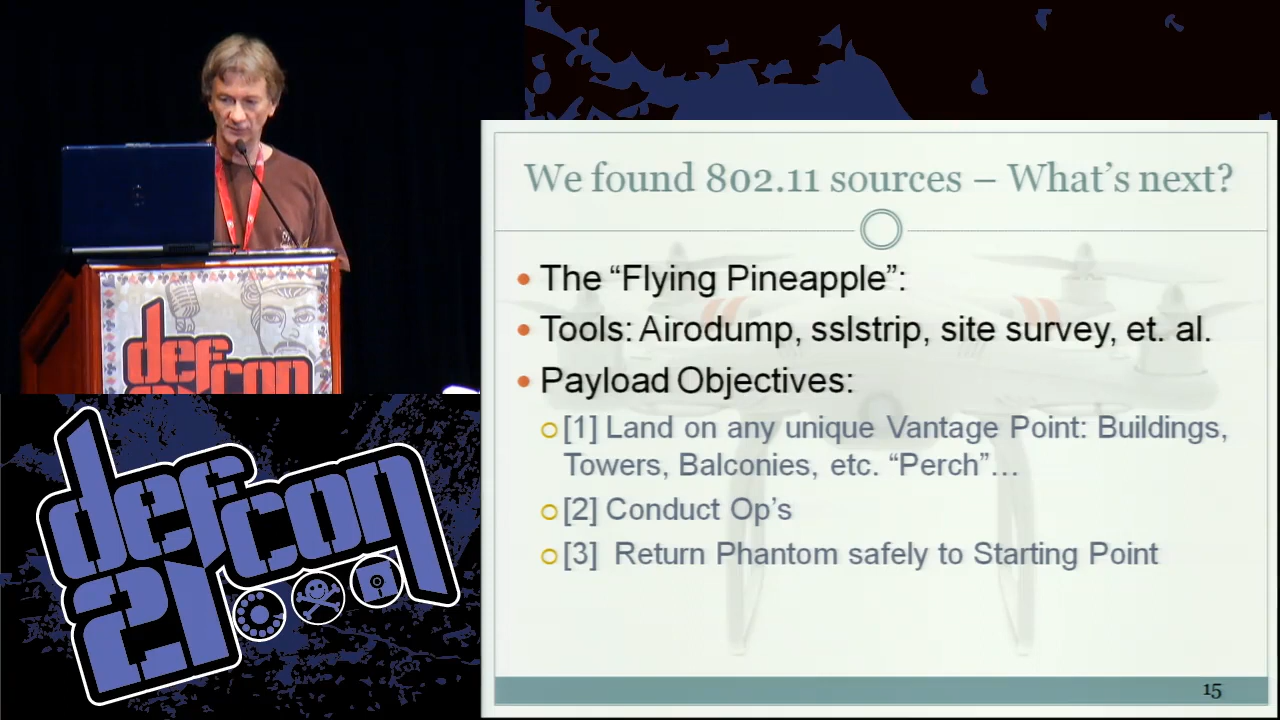 We found 802.11 sources – What's next?
• The “Flying Pineapple”:
• Tools: Airodump, sslstrip, site survey, et. al.
• Payload Objectives:
[1] Land on any unique Vantage Point: Buildings,
Towers, Balconies, etc. “Perch”…
[2] Conduct Op's
[3] Return Phantom safely to Starting Point
15
defcon
defcon
21